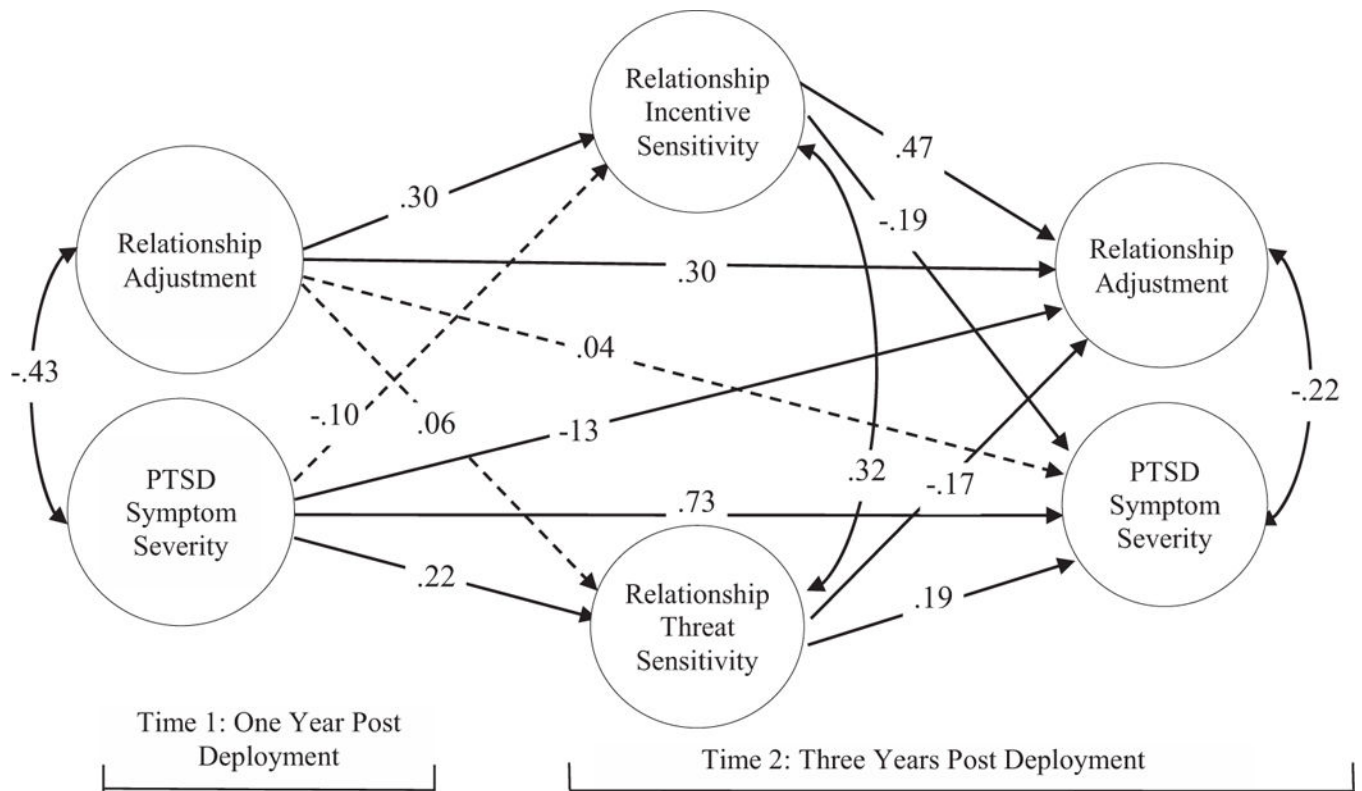 Relationship
Incentive
Sensitivity
.47
.30
-.19
Relationship
Adjustment
Relationship
Adjustment
.30
.04
-.43
-.22
-.10
.06
-13
.32
-.17
PTSD
Symptom
Severity
.73
PTSD
Symptom
Severity
.22
Relationship
Threat
Sensitivity
.19
Time 1: One Year Post
Deployment
Time 2: Three Years Post Deployment